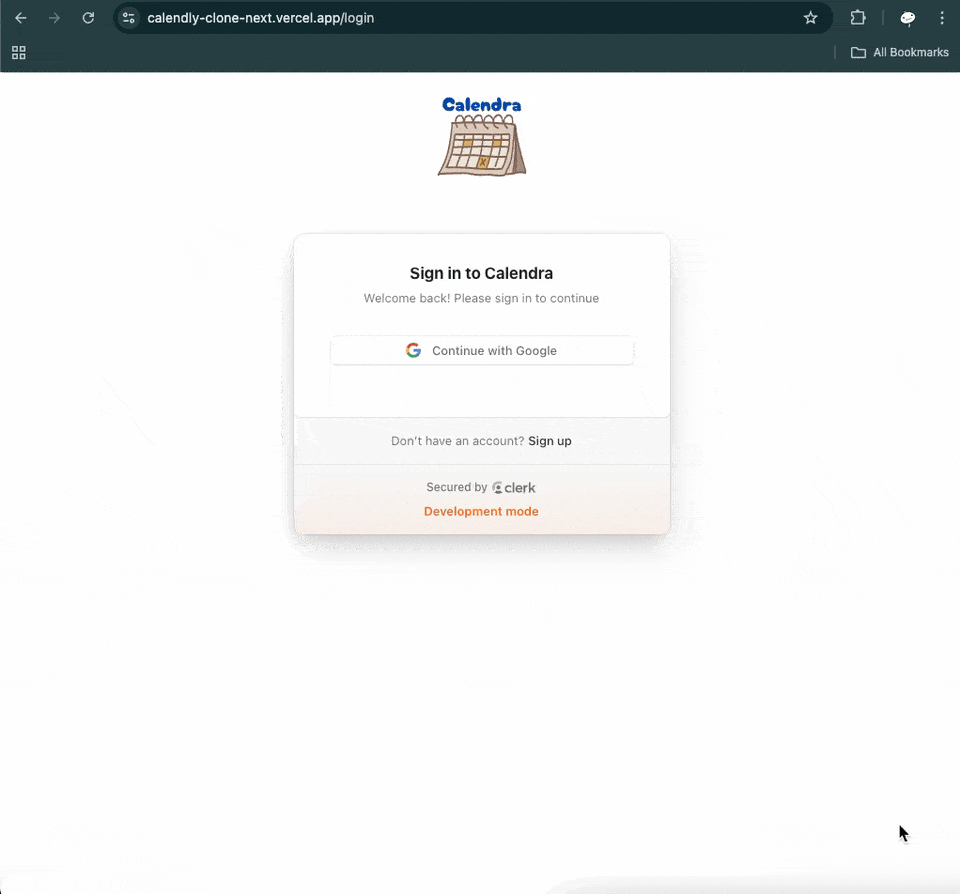 calendly-clone-next.vercel.app/login
All Bookmarks
Calendra
X
Sign in to Calendra
Welcome back! Please sign in to continue
Continue with Google
Don't have an account? Sign up
Secured by clerk
Development mode